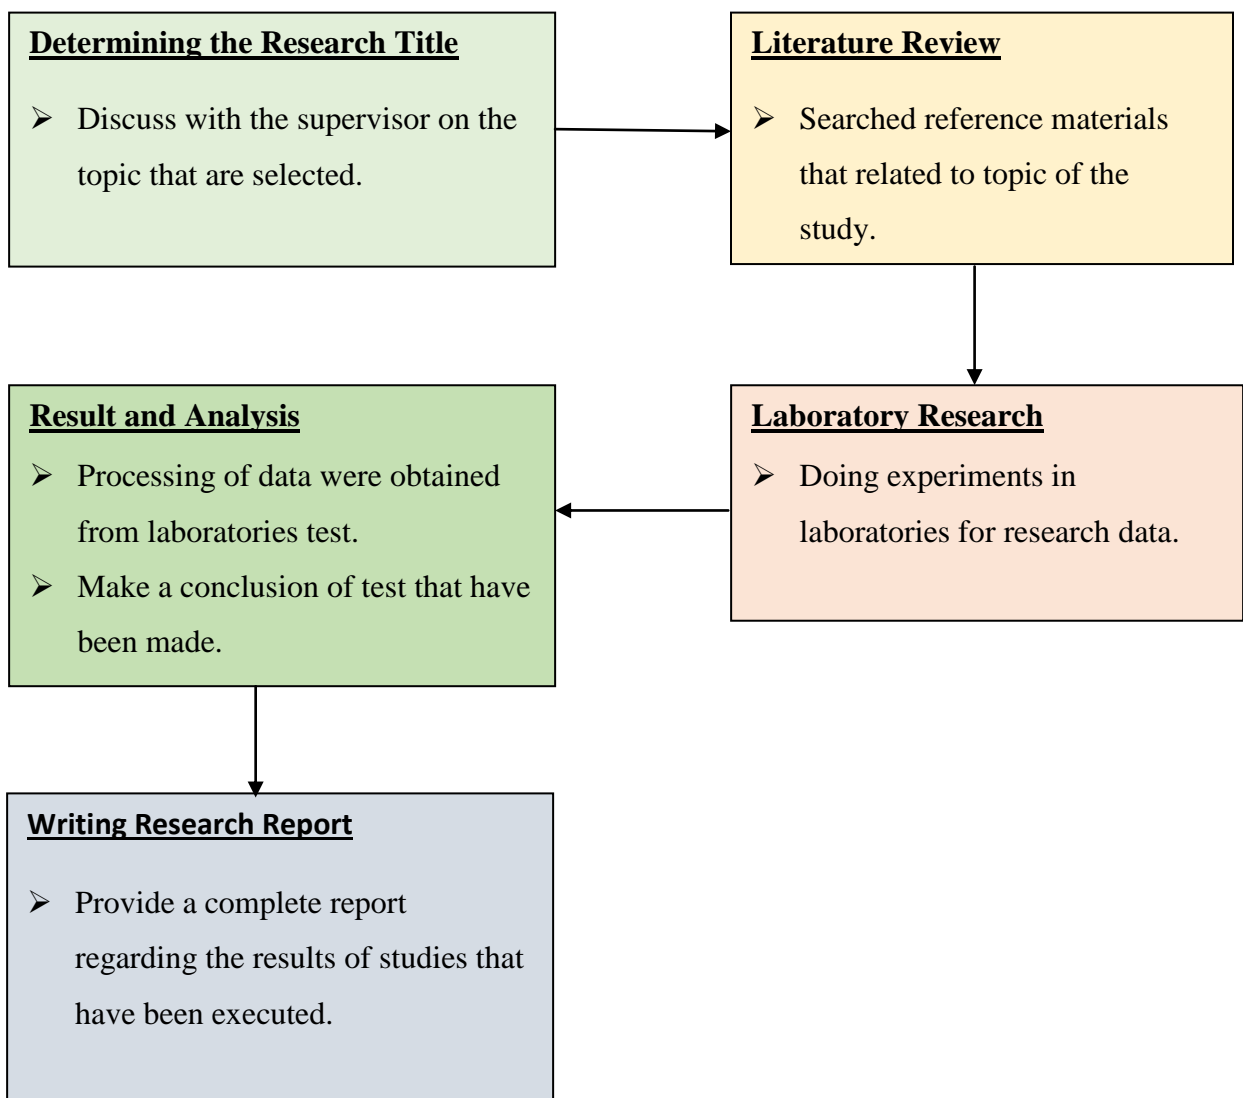 Determining the Research Title
➢ Discuss with the supervisor on the
topic that are selected.
Literature Review
➢ Searched reference materials
that related to topic of the
study.
Laboratory Research
➢ Doing experiments in
laboratories for research data.
Result and Analysis
➢ Processing of data were obtained
from laboratories test.
➢ Make a conclusion of test that have
been made.
Writing Research Report
➢ Provide a complete report
regarding the results of studies that
have been executed.